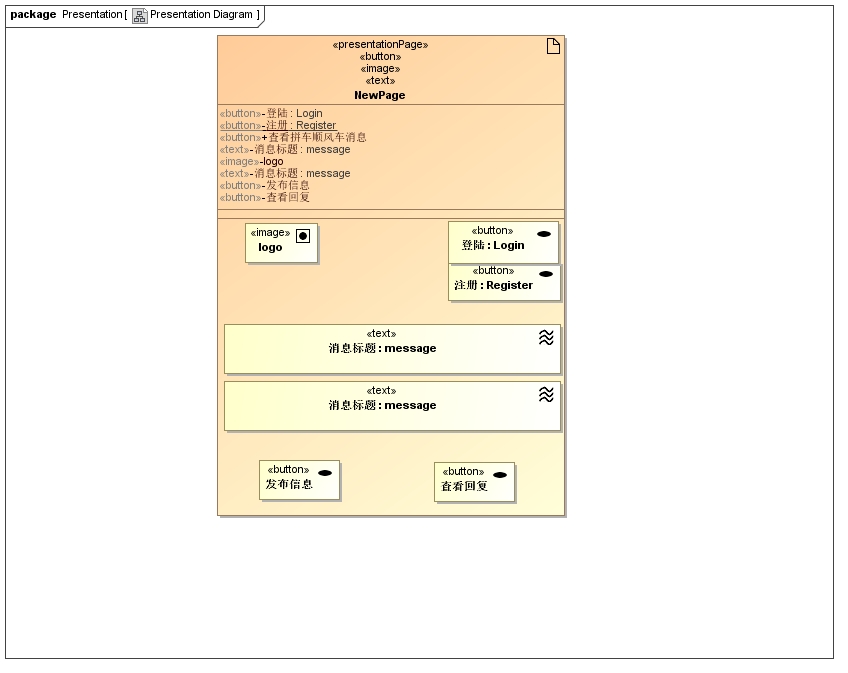 package Presentation [ Presentation Diagram ]
«presentationPage»
«button»
«image»
«text»
NewPage
«button»-登陆 : Login
«button»-注册 : Register
«button»+查看拼车顺风车消息
«text»-消息标题 : message
«image»-logo
«text»-消息标题 : message
«button»-发布信息
«button»-查看回复
«image»
logo
«button»
登陆 : Login
«button»
注册 : Register
«text»
消息标题 : message
«text»
消息标题 : message
«button»
发布信息
«button»
查看回复